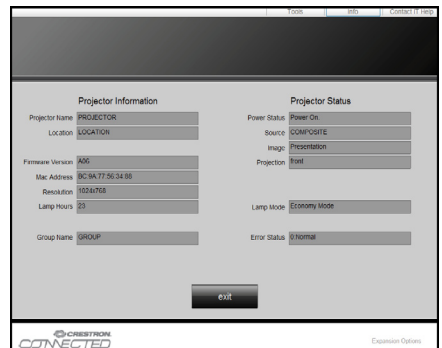 Tools Info Contact IT Help
Projector Information
Projector Name PROJECTOR
Location LOCATION
Firmware Version A06
Mac Address BC:9A:77:56:34:88
Resolution 1024x768
Lamp Hours 23
Group Name GROUP
Projector Status
Power Status Power On.
Source COMPOSITE
Image Presentation
Projection front
Lamp Mode Economy Mode
Error Status 0:Normal
exit
CRESTRON
CONNECTED
Expansion Options